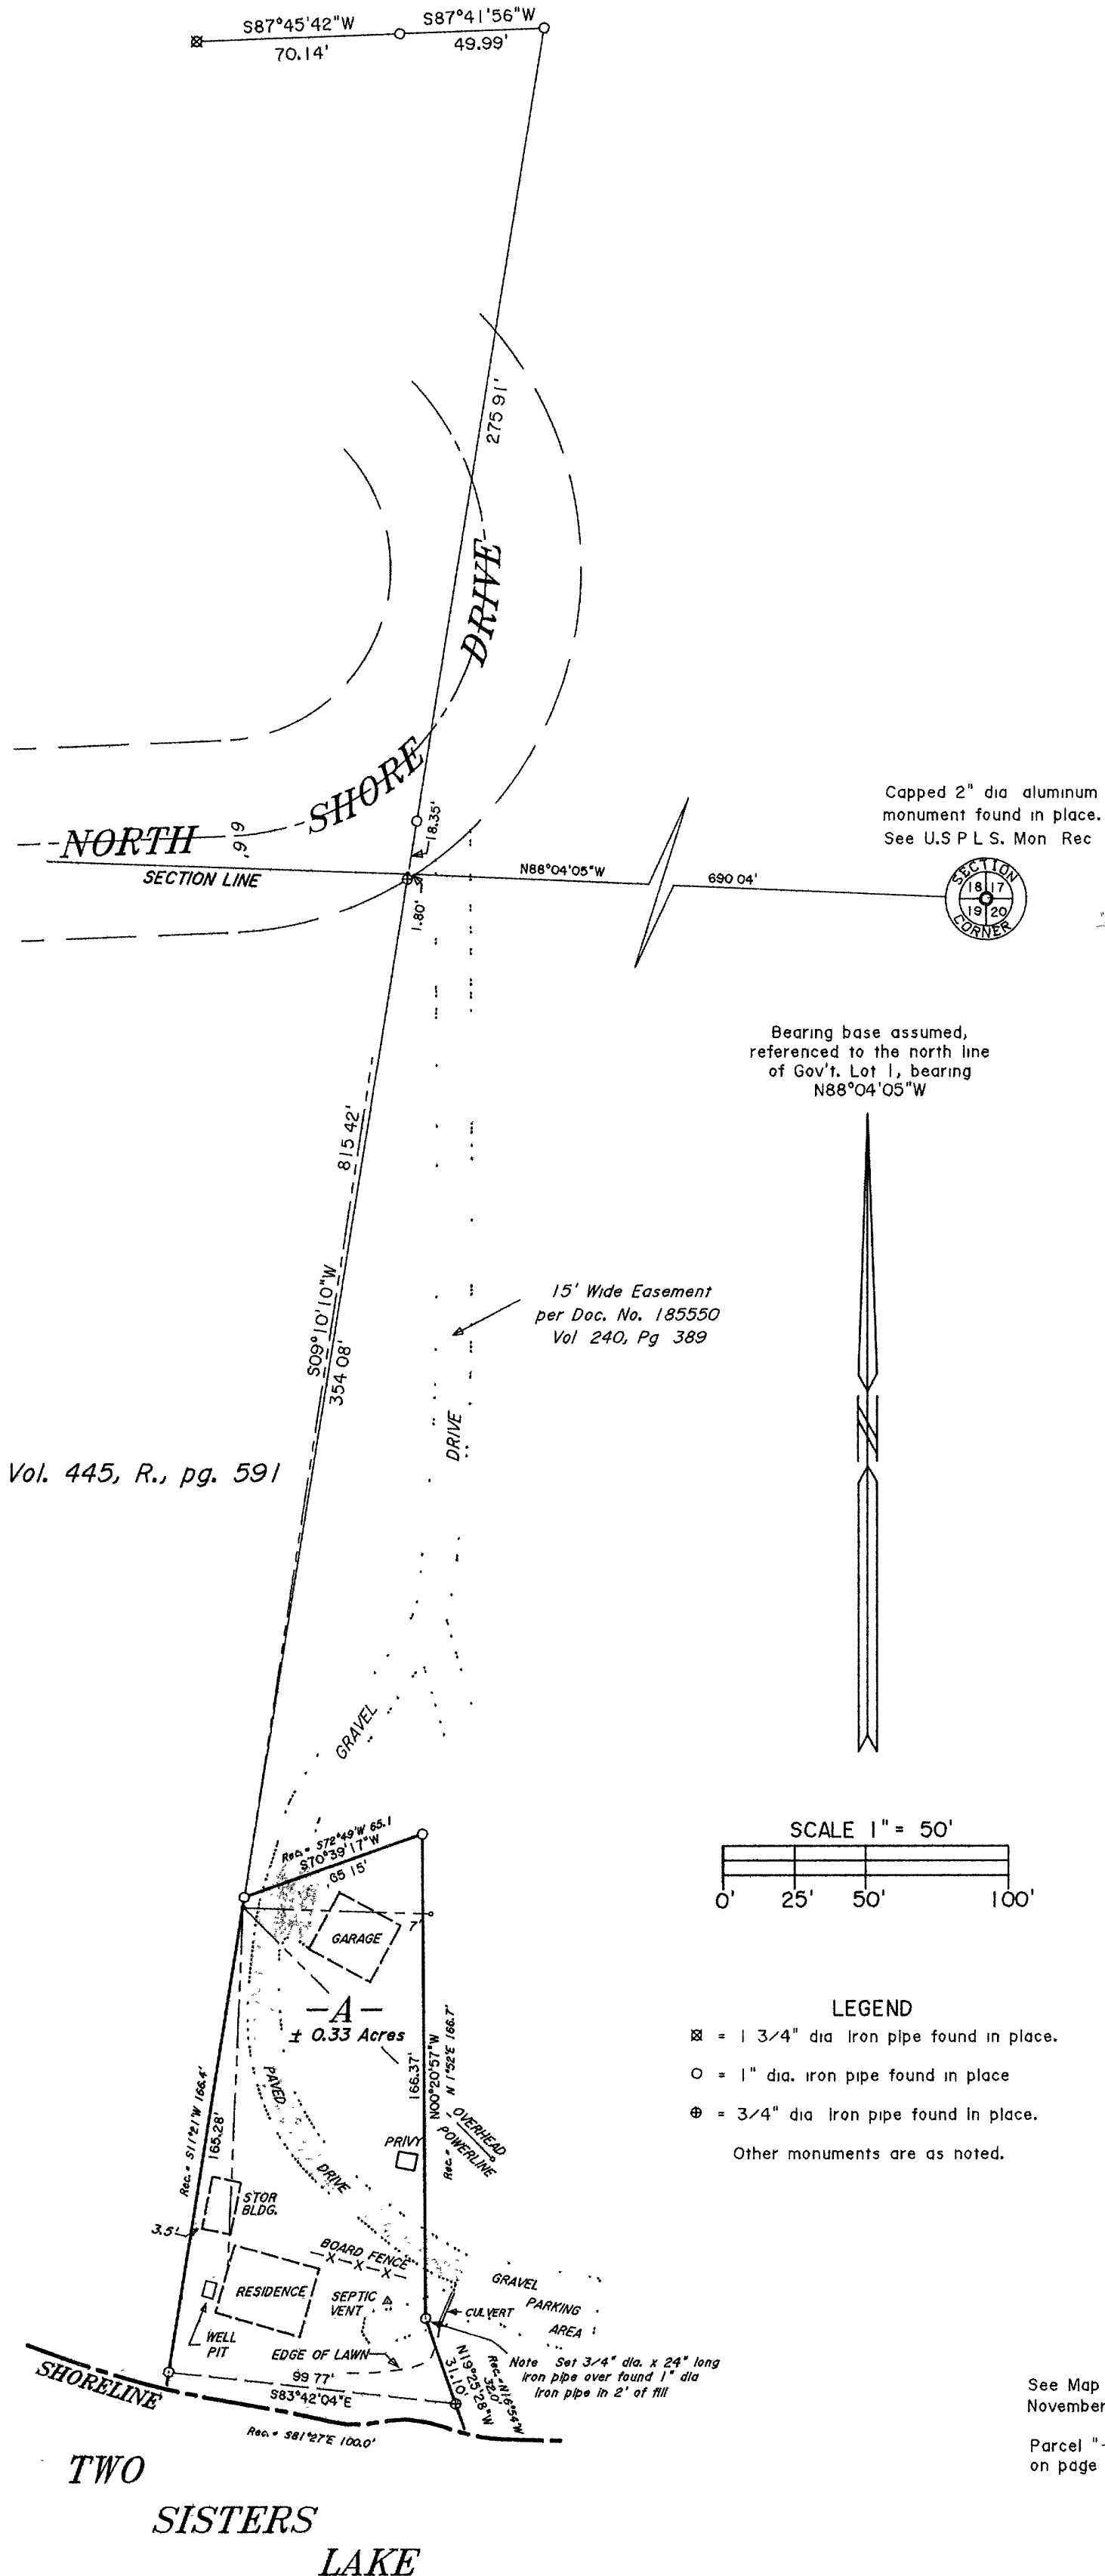 S87°45'42"W
70.14'
S87°41'56"W
49.99'
275 91'
NORTH SHORE DRIVE
66'
SECTION LINE
18.35'
1.80'
N88°04'05"W
690 04'
Capped 2" dia aluminum
monument found in place.
See U.S P L S. Mon Rec
SECTION
18 17
19 20
CORNER
Bearing base assumed,
referenced to the north line
of Gov't. Lot 1, bearing
N88°04'05"W
815 42'
S09°10'10"W
354 08'
15' Wide Easement
per Doc. No. 185550
Vol 240, Pg 389
DRIVE
GRAVEL
Vol. 445, R., pg. 591
SCALE 1" = 50'
0' 25' 50' 100'
Rec. = S72°49'W 65.1
S70°39'17"W
65 15'
GARAGE
7'
-A-
± 0.33 Acres
166.37'
N00°20'57"W
Rec. = N 1°52'E 166.7'
OVERHEAD
POWERLINE
PAVED
DRIVE
PRIVY
Rec. = S11°21'W 166.4'
165.28'
STOR
BLDG.
3.5'
BOARD FENCE
X X X
RESIDENCE
SEPTIC
VENT
WELL
PIT
EDGE OF LAWN
CULVERT
GRAVEL
PARKING
AREA
Note Set 3/4" dia. x 24" long
iron pipe over found 1" dia
iron pipe in 2' of fill
N19°25'28"W
31.10'
Rec. = N16°54'W
32.0'
99 77'
S83°42'04"E
Rec. = S81°27'E 100.0'
SHORELINE
TWO
SISTERS
LAKE
LEGEND
= 1 3/4" dia iron pipe found in place.
= 1" dia. iron pipe found in place
= 3/4" dia iron pipe found in place.
Other monuments are as noted.
See Map
November
Parcel "-
on page